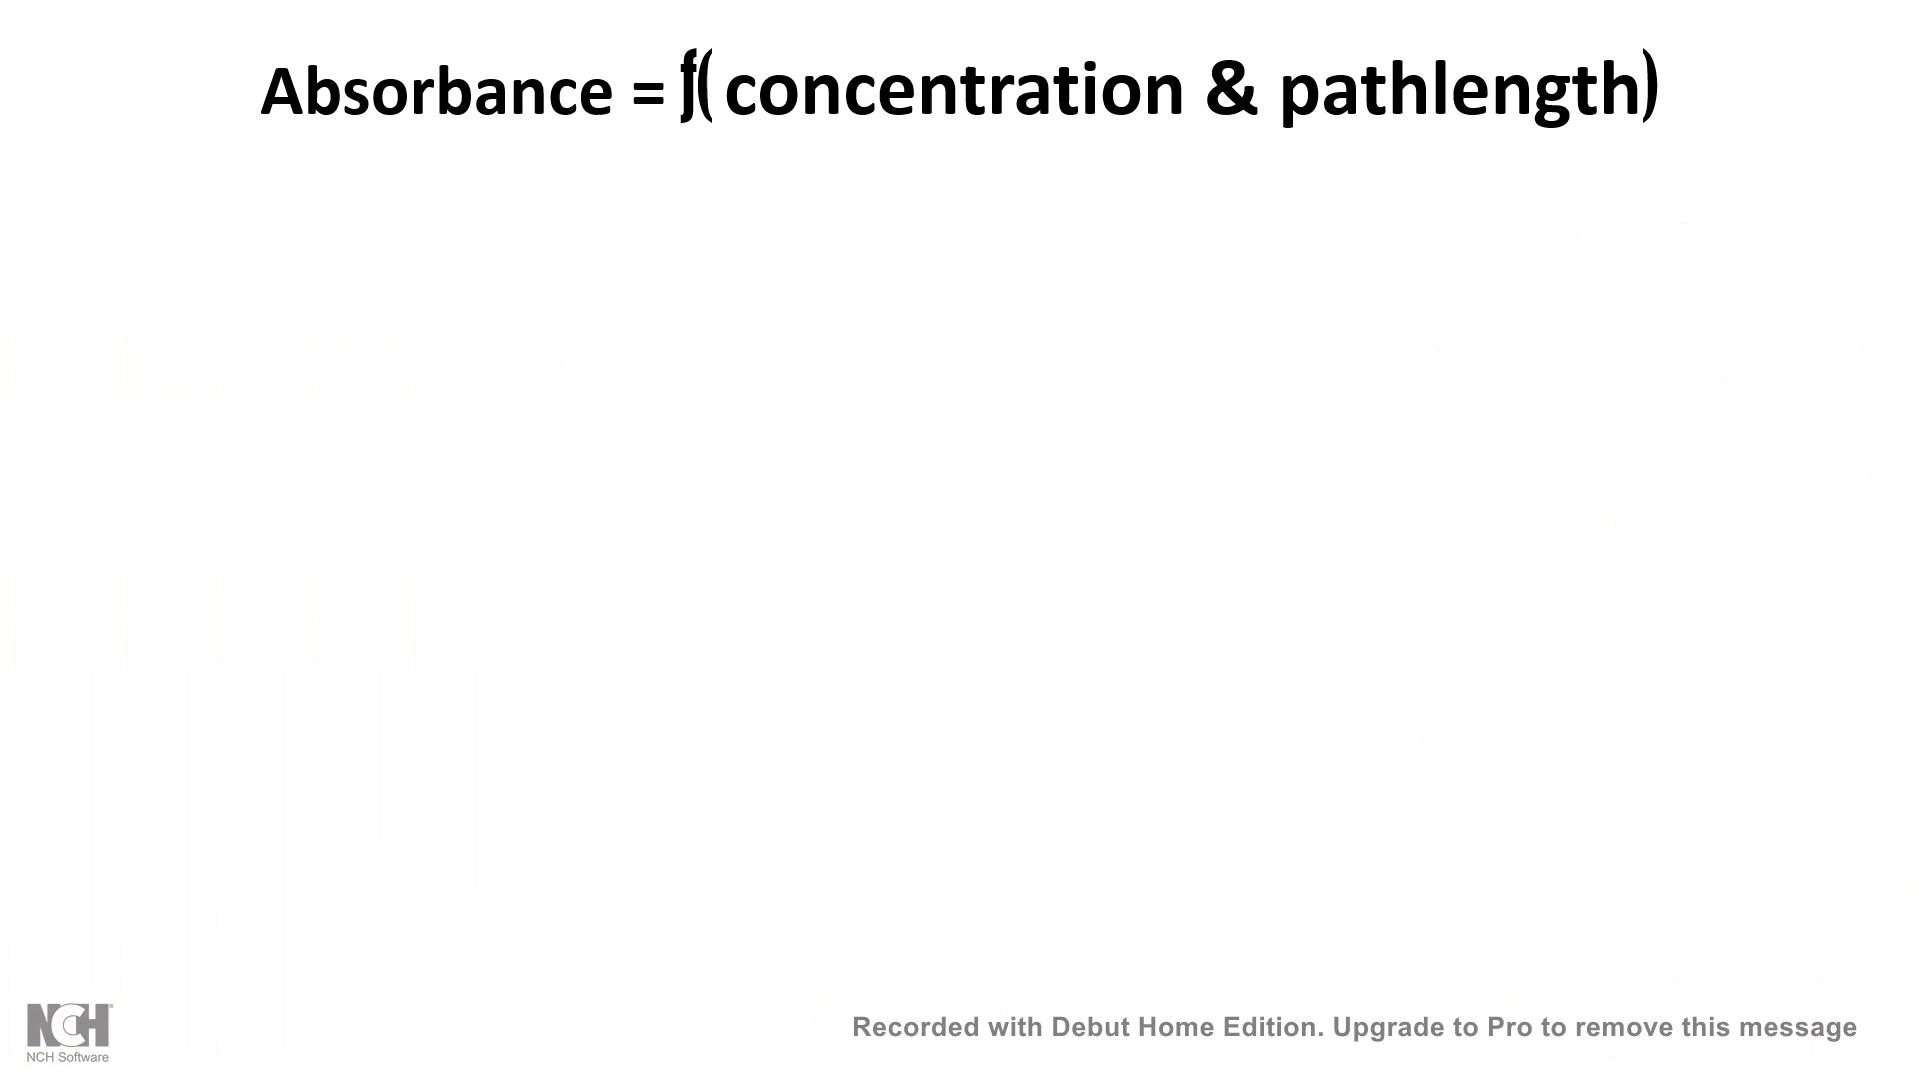 Absorbance = ƒ( concentration & pathlength)
NCH
NCH Software
Recorded with Debut Home Edition. Upgrade to Pro to remove this message